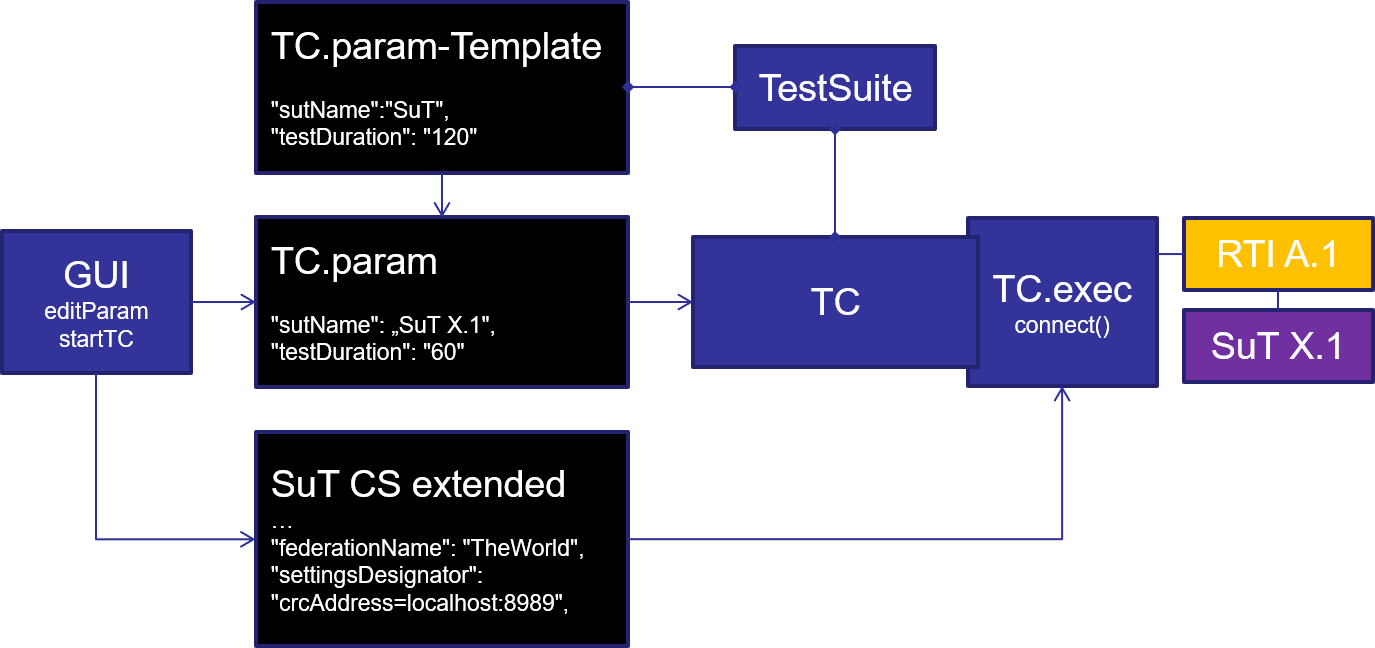 TC.param-Template
"sutName":"SuT",
"testDuration": "120"
TestSuite
GUI
editParam
startTC
TC.param
"sutName": „SuT X.1",
"testDuration": "60"
TC
TC.exec
connect()
RTI A.1
SuT X.1
SuT CS extended
...
"federationName": "TheWorld",
"settingsDesignator":
"crcAddress=localhost:8989",